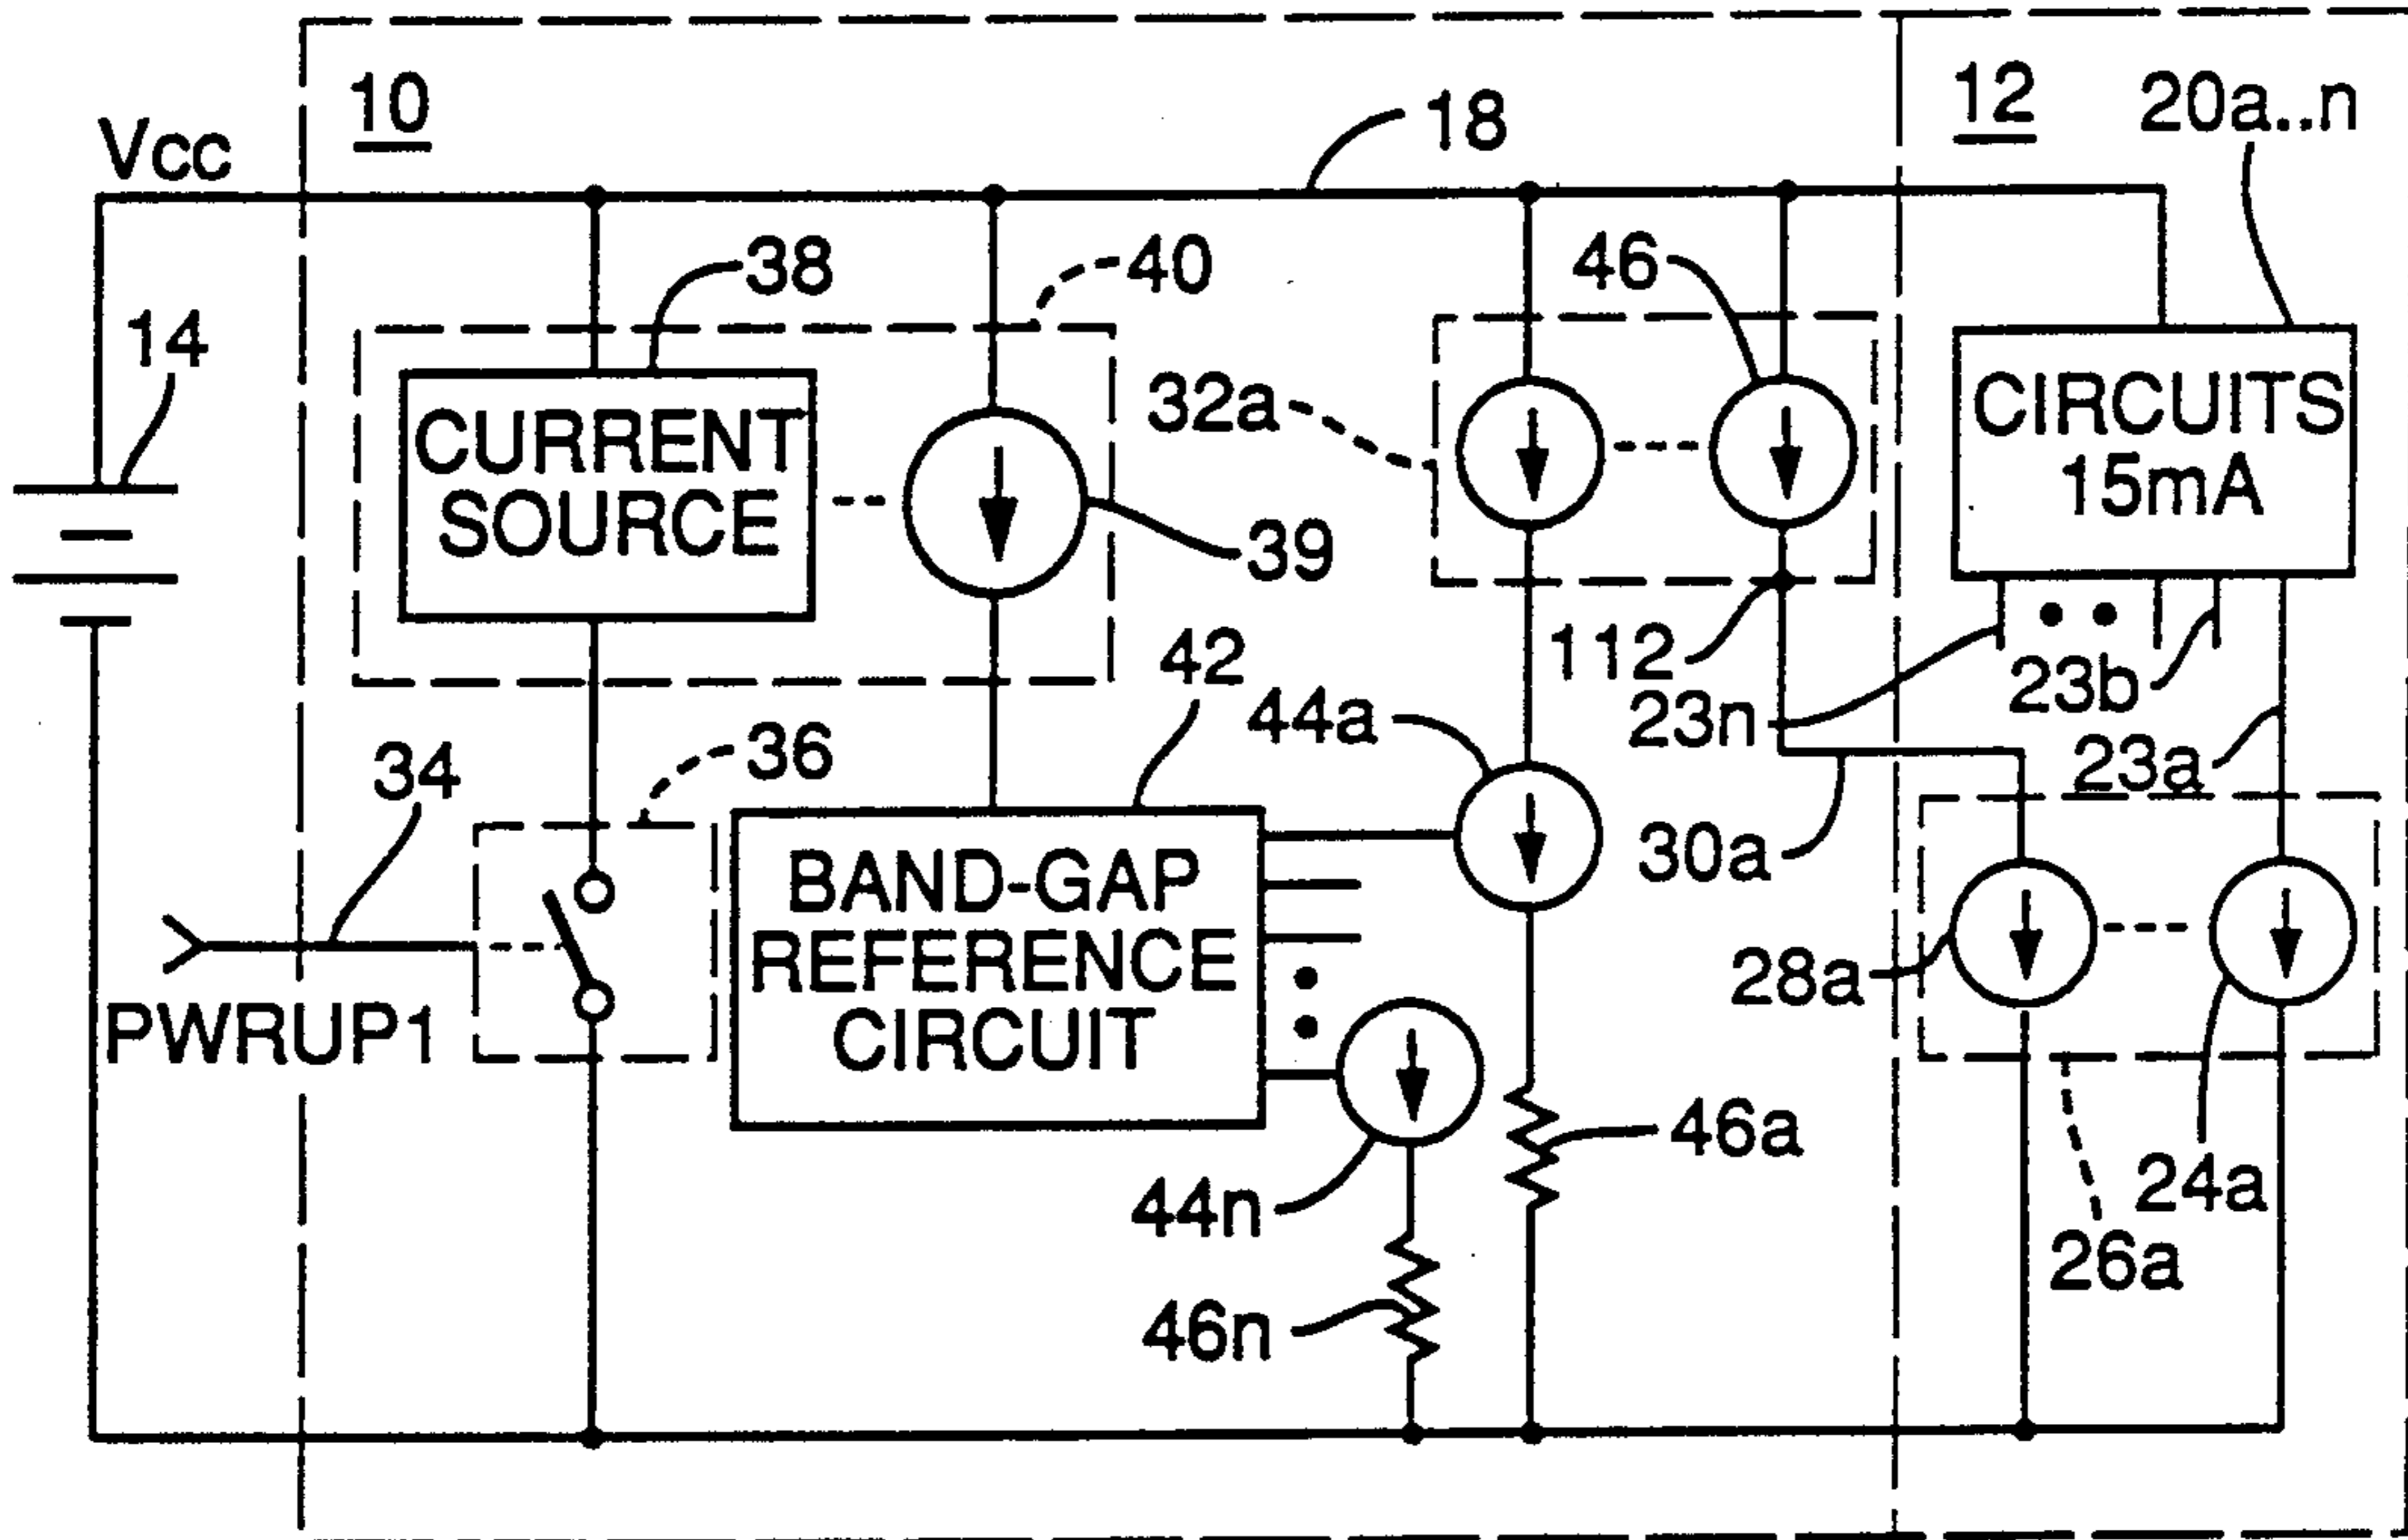 10
12
20a..n
Vcc
18
14
38
40
46
32a
CURRENT
SOURCE
CIRCUITS
15mA
39
112
42
44a
23n
23b
23a
34
36
30a
BAND-GAP
REFERENCE
CIRCUIT
28a
PWRUP1
46a
44n
24a
26a
46n